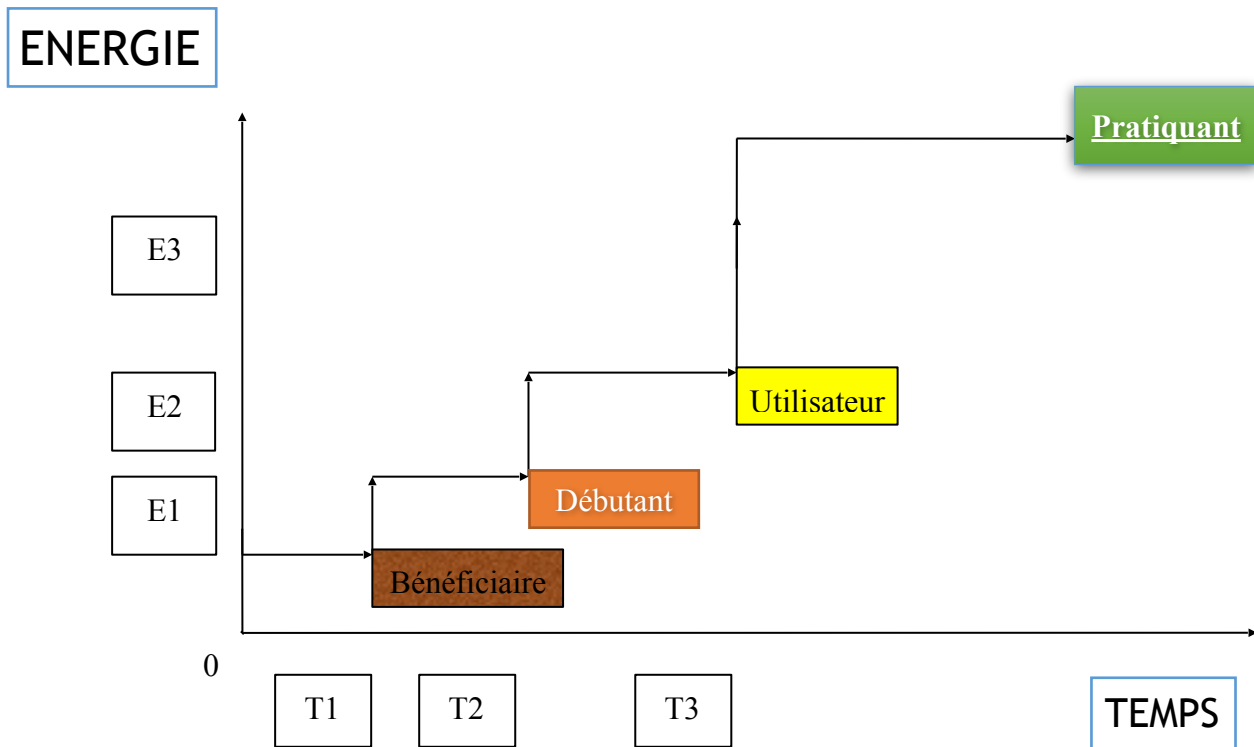 ENERGIE
Pratiquant
E3
E2
Utilisateur
E1
Débutant
Bénéficiaire
0
T1
T2
T3
TEMPS